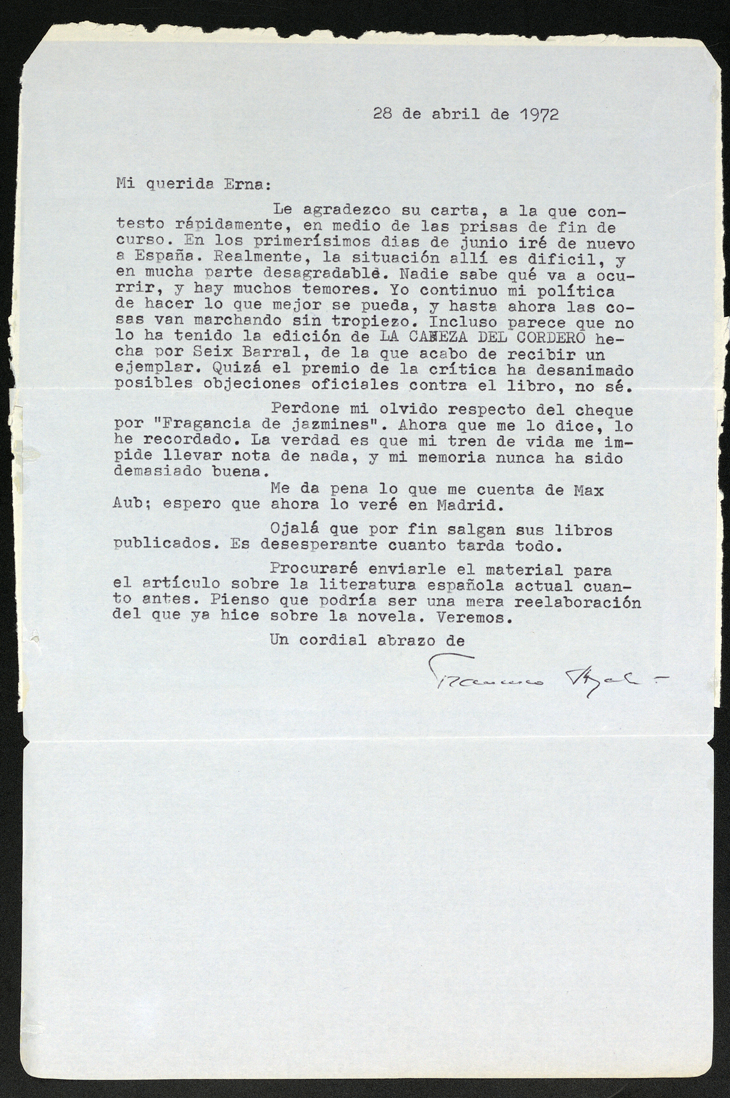 28 de abril de 1972
Mi querida Erna:
Le agradezco su carta, a la que con-
testo rápidamente, en medio de las prisas de fin de
curso. En los primerísimos dias de junio iré de nuevo
a España. Realmente, la situación allí es dificil, y
en mucha parte desagradable. Nadie sabe qué va a ocu-
rrir, y hay muchos temores. Yo continuo mi política
de hacer lo que mejor se pueda, y hasta ahora las co-
sas van marchando sin tropiezo. Incluso parece que no
lo ha tenido la edición de LA CABEZA DEL CORDERO he-
cha por Seix Barral, de la que acabo de recibir un
ejemplar. Quizá el premio de la crítica ha desanimado
posibles objeciones oficiales contra el libro, no sé.
Perdone mi olvido respecto del cheque
por "Fragancia de jazmines". Ahora que me lo dice, lo
he recordado. La verdad es que mi tren de vida me im-
pide llevar nota de nada, y mi memoria nunca ha sido
demasiado buena.
Me da pena lo que me cuenta de Max
Aub; espero que ahora lo veré en Madrid.
Ojalá que por fin salgan sus libros
publicados. Es desesperante cuanto tarda todo.
Procuraré enviarle el material para
el artículo sobre la literatura española actual cuan-
to antes. Pienso que podría ser una mera reelaboración
del que ya hice sobre la novela. Veremos.
Un cordial abrazo de
Francisco Ayala